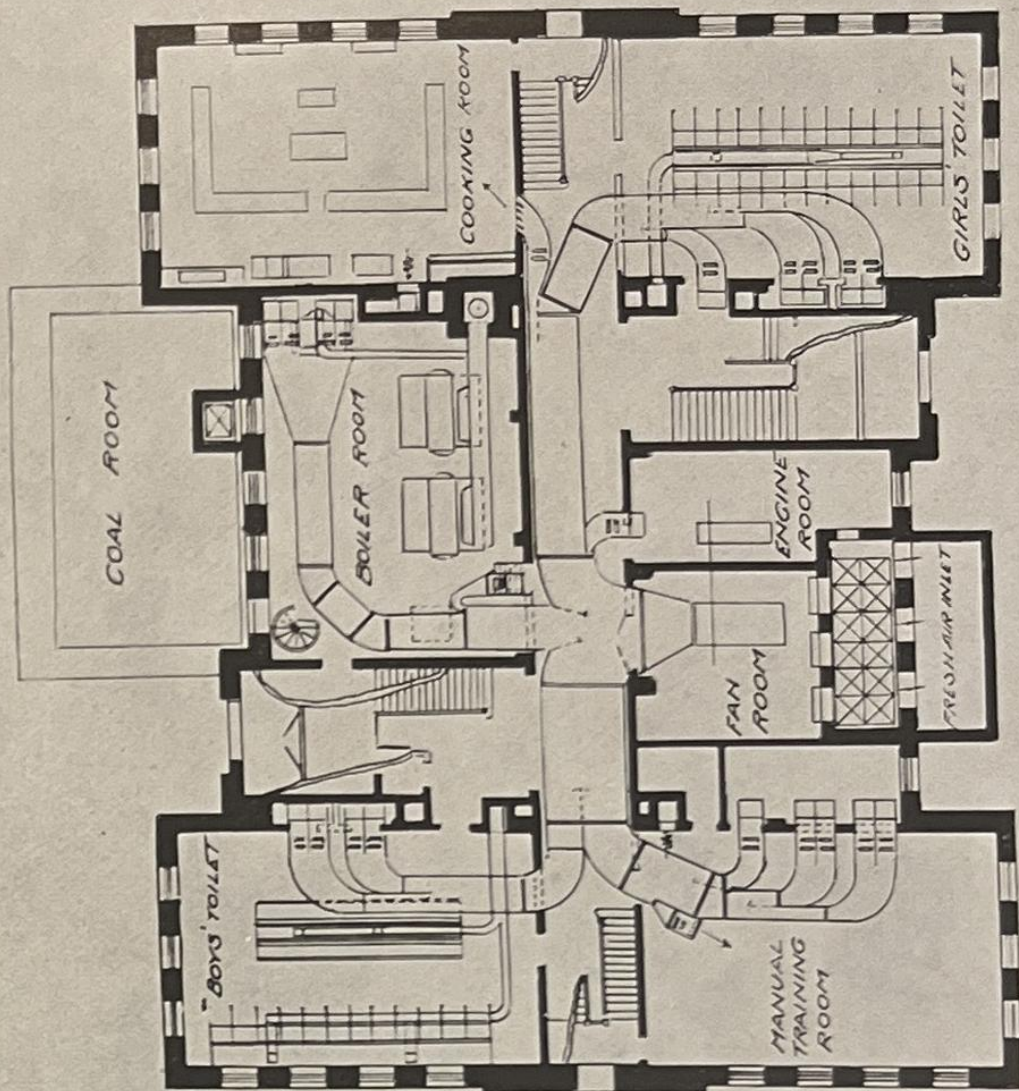 COOKING ROOM
GIRLS' TOILET
COAL ROOM
BOILER ROOM
ENGINE
ROOM
FAN
ROOM
FRESH AIR INLET
BOYS' TOILET
MANUAL
TRAINING
ROOM